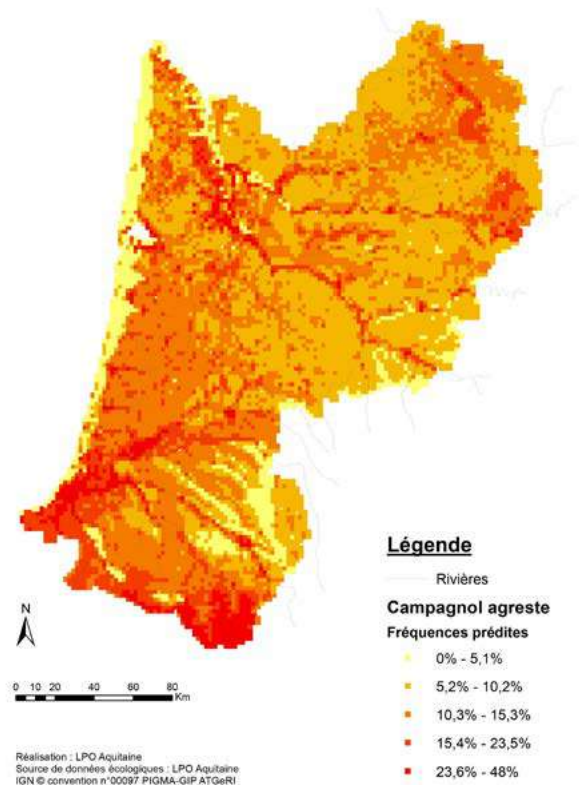 Légende
Rivières
Campagnol agreste
Fréquences prédites
0% - 5,1%
5,2% - 10,2%
10,3% - 15,3%
15,4% - 23,5%
23,6% - 48%
N
0 10 20 40 60 80
Km
Réalisation : LPO Aquitaine
Source de données écologiques : LPO Aquitaine
IGN © convention n°00097 PIGMA-GIP ATGeRI